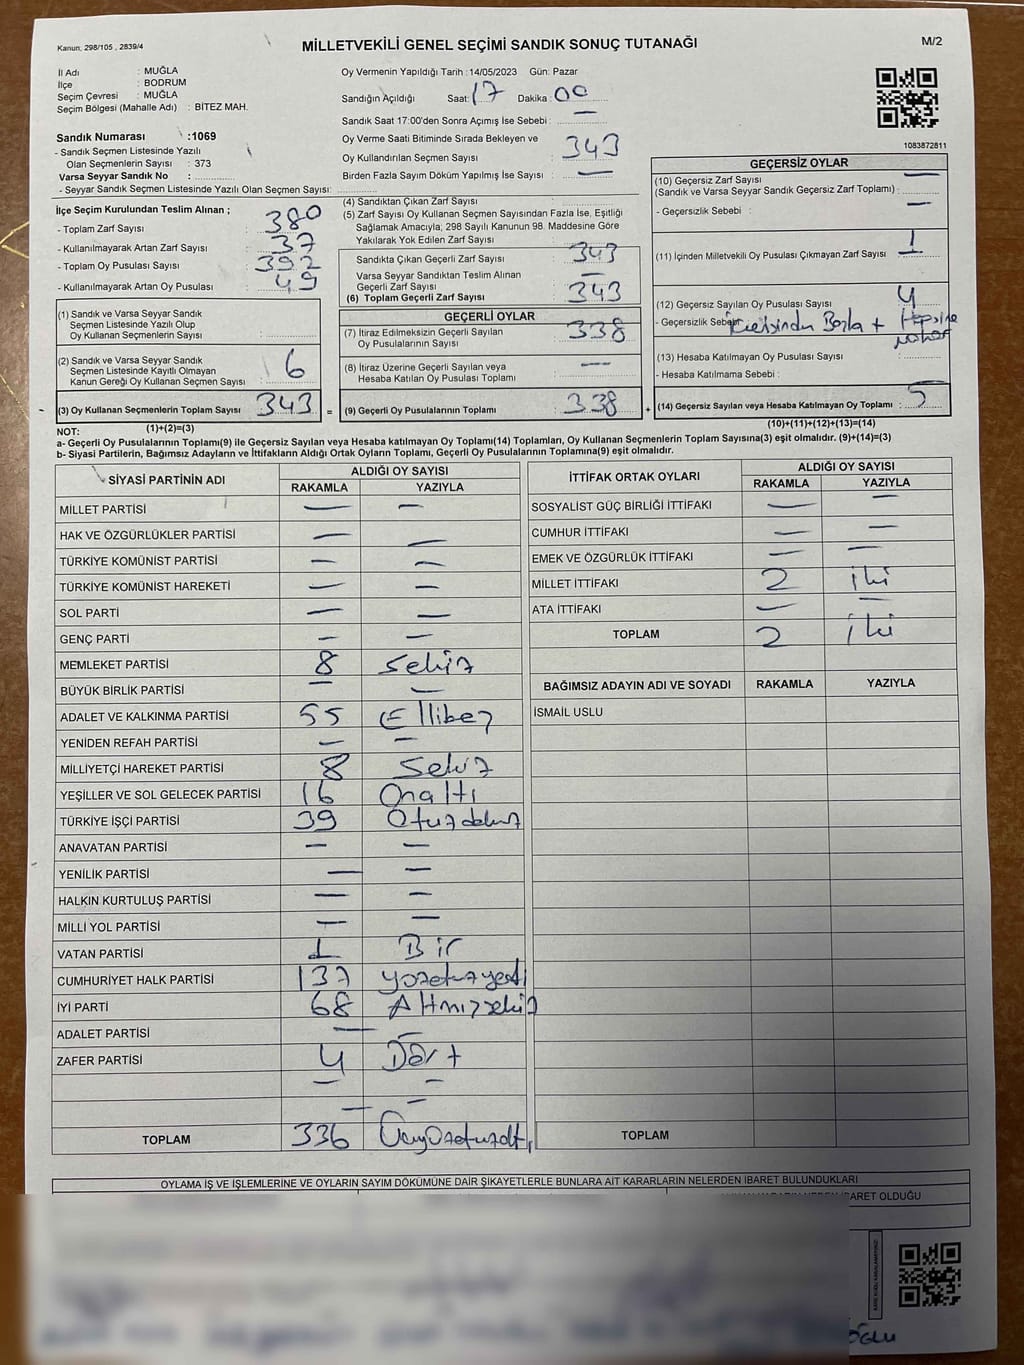 Kanun, 298/105 , 2839/4
MİLLETVEKİLİ GENEL SEÇİMİ SANDIK SONUÇ TUTANAĞI
M/2
İl Adı : MUĞLA
İlçe : BODRUM
Seçim Çevresi : MUĞLA
Seçim Bölgesi (Mahalle Adı) : BİTEZ MAH.
Sandık Numarası :1069
- Sandık Seçmen Listesinde Yazılı
Olan Seçmenlerin Sayısı : 373
Varsa Seyyar Sandık No :
- Seyyar Sandık Seçmen Listesinde Yazılı Olan Seçmen Sayısı:
Oy Vermenin Yapıldığı Tarih :14/05/2023 Gün: Pazar
Sandığın Açıldığı Saat: 17 Dakika : 00
Sandık Saat 17:00'den Sonra Açımış İse Sebebi : —
Oy Verme Saati Bitiminde Sırada Bekleyen ve
Oy Kullandırılan Seçmen Sayısı : 343
Birden Fazla Sayım Döküm Yapılmış İse Sayısı : —
1083872811
İlçe Seçim Kurulundan Teslim Alınan ;
- Toplam Zarf Sayısı : 380
- Kullanılmayarak Artan Zarf Sayısı : 37
- Toplam Oy Pusulası Sayısı : 392
- Kullanılmayarak Artan Oy Pusulası : 49
(4) Sandıktan Çıkan Zarf Sayısı :
(5) Zarf Sayısı Oy Kullanan Seçmen Sayısından Fazla İse, Eşitliği
Sağlamak Amacıyla; 298 Sayılı Kanunun 98. Maddesine Göre
Yakılarak Yok Edilen Zarf Sayısı :
Sandıkta Çıkan Geçerli Zarf Sayısı : 343
Varsa Seyyar Sandıktan Teslim Alınan
Geçerli Zarf Sayısı : —
(6) Toplam Geçerli Zarf Sayısı : 343
GEÇERSİZ OYLAR
(10) Geçersiz Zarf Sayısı : —
(Sandık ve Varsa Seyyar Sandık Geçersiz Zarf Toplamı)
- Geçersizlik Sebebi : —
(11) İçinden Milletvekili Oy Pusulası Çıkmayan Zarf Sayısı : 1
(12) Geçersiz Sayılan Oy Pusulası Sayısı : 4
- Geçersizlik Sebebi
(13) Hesaba Katılmayan Oy Pusulası Sayısı :
- Hesaba Katılmama Sebebi :
(14) Geçersiz Sayılan veya Hesaba Katılmayan Oy Toplamı : 5
(10)+(11)+(12)+(13)=(14)
(1) Sandık ve Varsa Seyyar Sandık
Seçmen Listesinde Yazılı Olup
Oy Kullanan Seçmenlerin Sayısı :
(2) Sandık ve Varsa Seyyar Sandık
Seçmen Listesinde Kayıtlı Olmayan
Kanun Gereği Oy Kullanan Seçmen Sayısı : 6
(3) Oy Kullanan Seçmenlerin Toplam Sayısı : 343 =
GEÇERLİ OYLAR
(7) İtiraz Edilmeksizin Geçerli Sayılan
Oy Pusulalarının Sayısı : 338
(8) İtiraz Üzerine Geçerli Sayılan veya
Hesaba Katılan Oy Pusulası Toplamı : —
(9) Geçerli Oy Pusulalarının Toplamı : 338 +
NOT: (1)+(2)=(3)
a- Geçerli Oy Pusulalarının Toplamı(9) ile Geçersiz Sayılan veya Hesaba katılmayan Oy Toplamı(14) Toplamları, Oy Kullanan Seçmenlerin Toplam Sayısına(3) eşit olmalıdır. (9)+(14)=(3)
b- Siyasi Partilerin, Bağımsız Adayların ve İttifakların Aldığı Ortak Oyların Toplamı, Geçerli Oy Pusulalarının Toplamına(9) eşit olmalıdır.
SİYASİ PARTİNİN ADI ALDIĞI OY SAYISI
RAKAMLA YAZIYLA
MİLLET PARTİSİ — —
HAK VE ÖZGÜRLÜKLER PARTİSİ — —
TÜRKİYE KOMÜNİST PARTİSİ — —
TÜRKİYE KOMÜNİST HAREKETİ — —
SOL PARTİ — —
GENÇ PARTİ — —
MEMLEKET PARTİSİ 8 sekiz
BÜYÜK BİRLİK PARTİSİ — —
ADALET VE KALKINMA PARTİSİ 55 Ellibeş
YENİDEN REFAH PARTİSİ — —
MİLLİYETÇİ HAREKET PARTİSİ 8 sekiz
YEŞİLLER VE SOL GELECEK PARTİSİ 16 Onaltı
TÜRKİYE İŞÇİ PARTİSİ 39 Otuzdokuz
ANAVATAN PARTİSİ — —
YENİLİK PARTİSİ — —
HALKIN KURTULUŞ PARTİSİ — —
MİLLİ YOL PARTİSİ — —
VATAN PARTİSİ 1 Bir
CUMHURİYET HALK PARTİSİ 137 yüzotuzyedi
İYİ PARTİ 68 Altmışsekiz
ADALET PARTİSİ — —
ZAFER PARTİSİ 4 Dört
— —
— —
TOPLAM 336 Üçyüzotuzaltı
İTTİFAK ORTAK OYLARI ALDIĞI OY SAYISI
RAKAMLA YAZIYLA
SOSYALİST GÜÇ BİRLİĞİ İTTİFAKI — —
CUMHUR İTTİFAKI — —
EMEK VE ÖZGÜRLÜK İTTİFAKI — —
MİLLET İTTİFAKI 2 iki
ATA İTTİFAKI — —
TOPLAM 2 iki
BAĞIMSIZ ADAYIN ADI VE SOYADI RAKAMLA YAZIYLA
İSMAİL USLU
TOPLAM
OYLAMA İŞ VE İŞLEMLERİNE VE OYLARIN SAYIM DÖKÜMÜNE DAİR ŞİKAYETLERLE BUNLARA AİT KARARLARIN NELERDEN İBARET BULUNDUKLARI
İBARET OLDUĞU
OĞLU